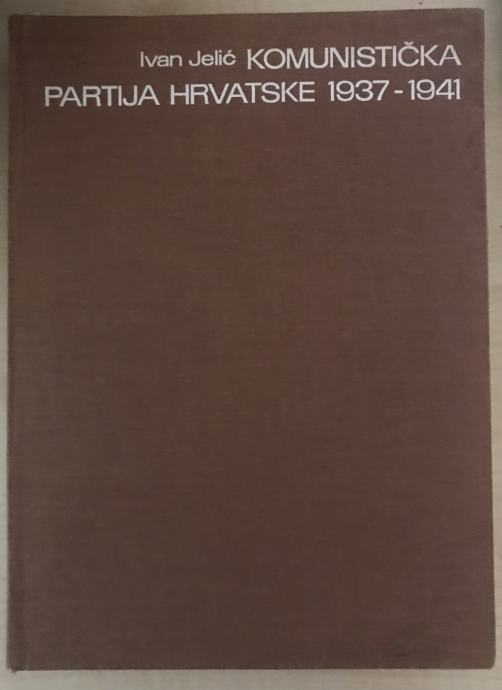 Ivan Jelić KOMUNISTIČKA
PARTIJA HRVATSKE 1937-1941